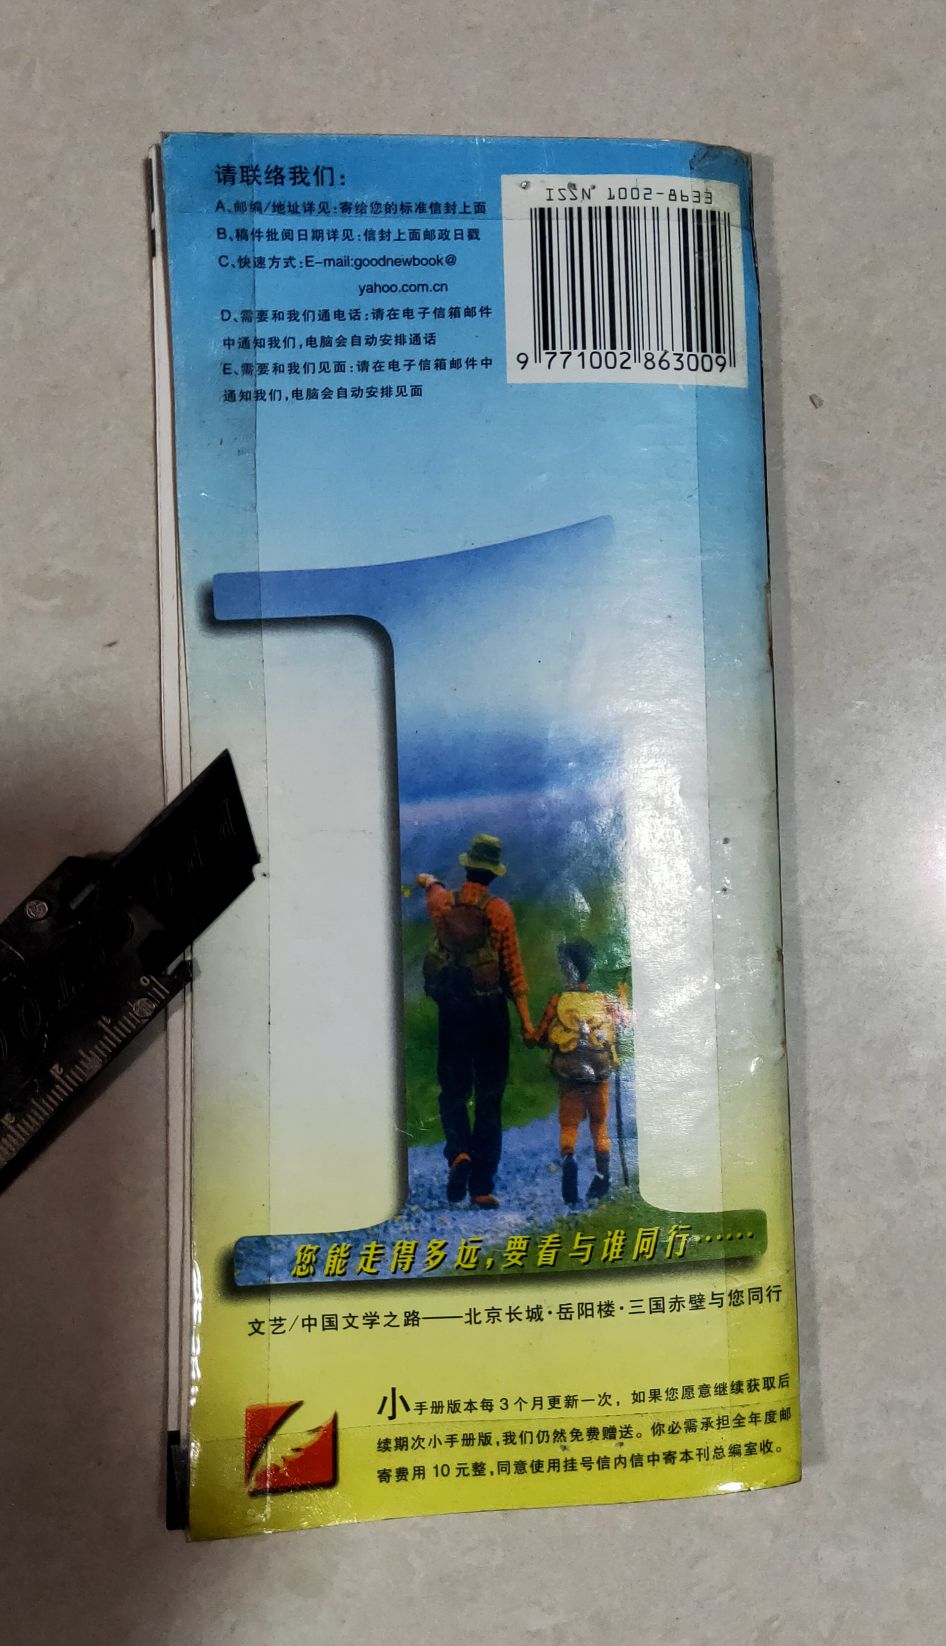 请联络我们：
A、邮编/地址详见：寄给您的标准信封上面
B、稿件批阅日期详见：信封上面邮政日戳
C、快速方式：E-mail:goodnewbook@
yahoo.com.cn
D、需要和我们通电话：请在电子信箱邮件
中通知我们，电脑会自动安排通话
E、需要和我们见面：请在电子信箱邮件中
通知我们，电脑会自动安排见面
ISSN 1002-8633
9 771002 863009
1
您能走得多远，要看与谁同行……
文艺/中国文学之路——北京长城·岳阳楼·三国赤壁与您同行
小手册版本每3个月更新一次，如果您愿意继续获取后
续期次小手册版，我们仍然免费赠送。你必需承担全年度邮
寄费用10元整，同意使用挂号信内信中寄本刊总编室收。